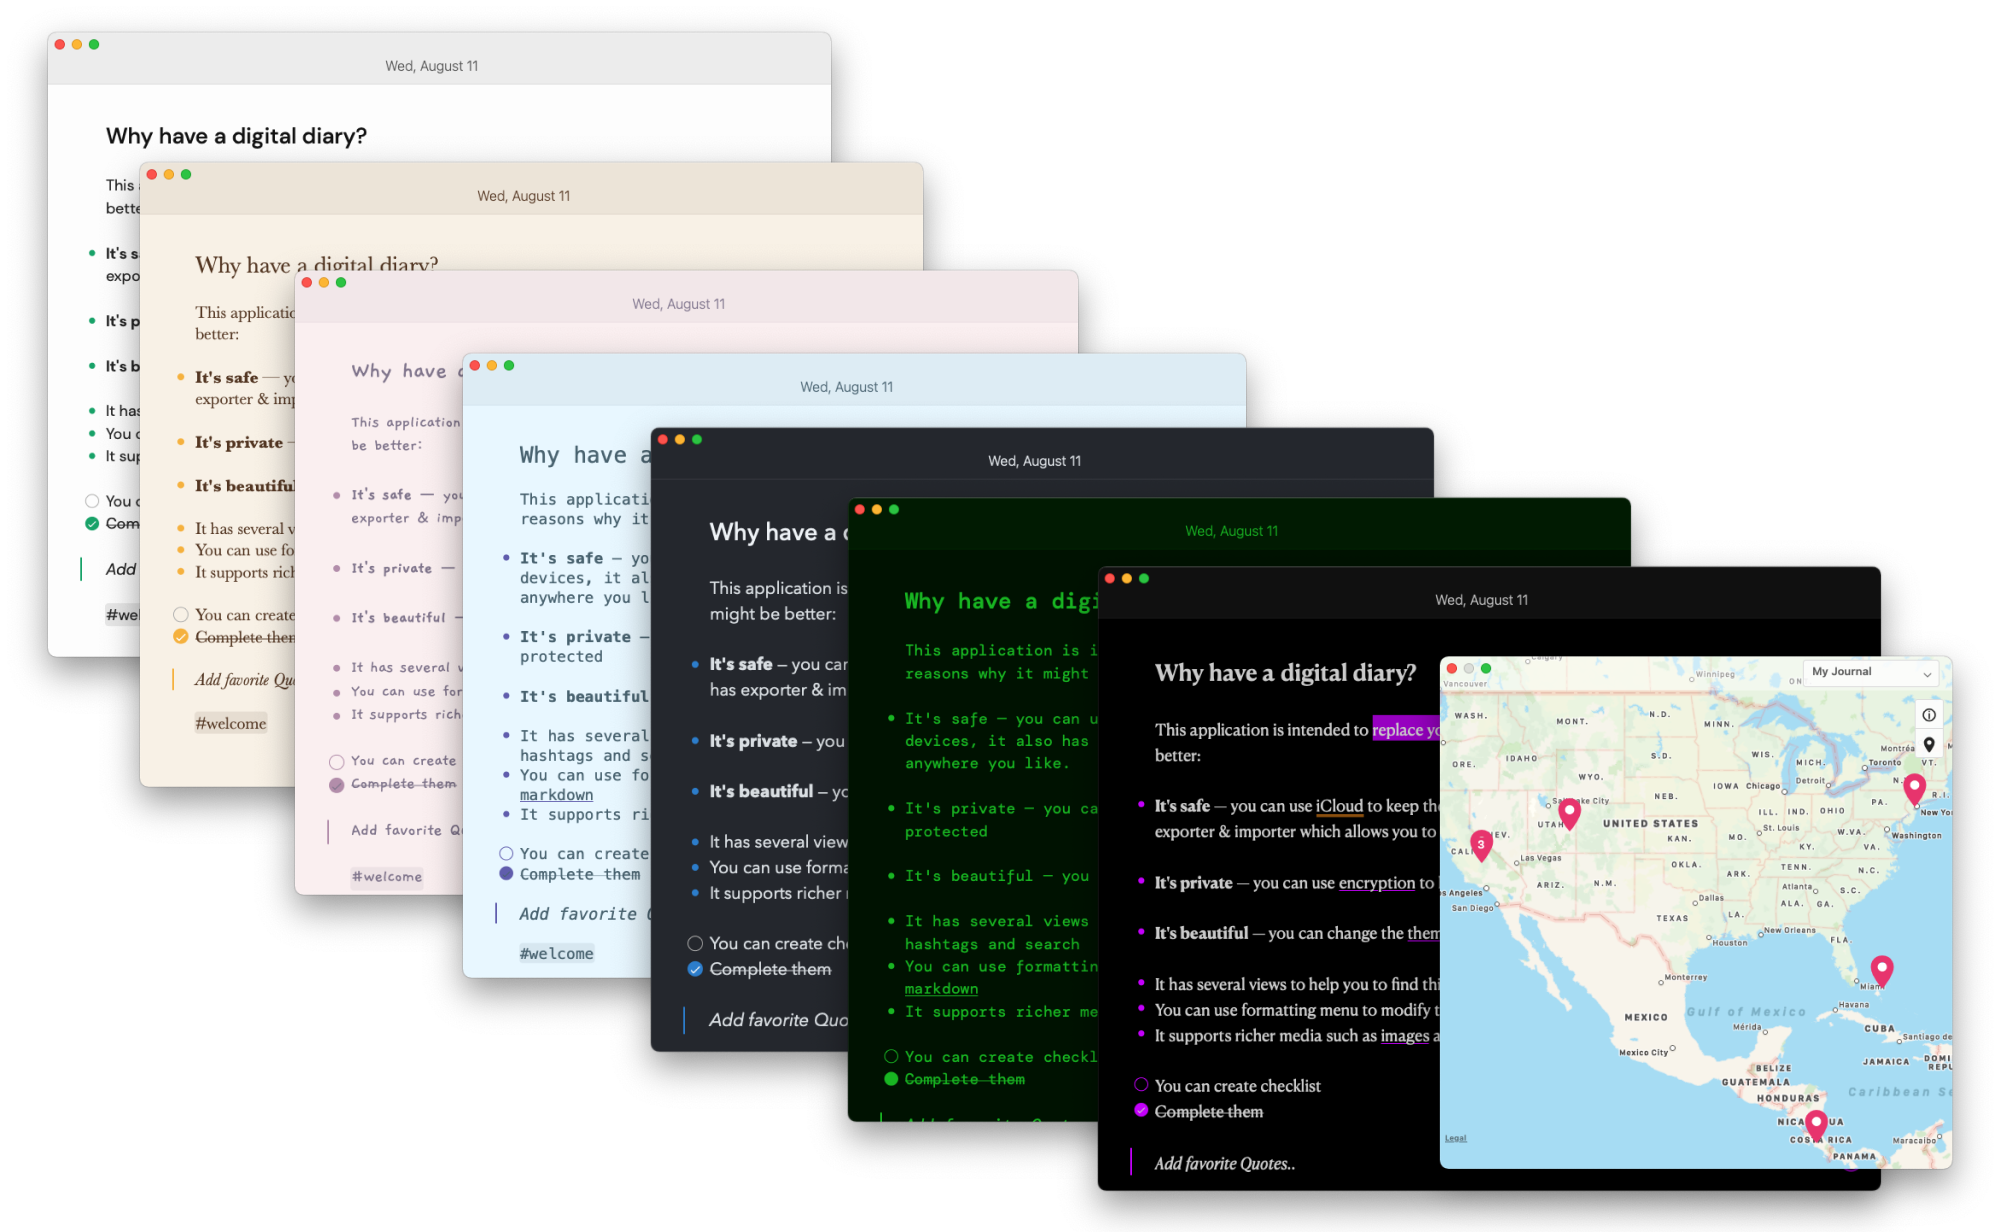 Wed, August 11
Why have a digital diary?
This
bette
It's s
expo
It's p
It's b
It has
You
It sup
You
Com
Add
#wel
Wed, August 11
Why have a digital diary?
This applicatio
better:
It's safe — yo
exporter & imp
It's private —
It's beautiful
It has several v
You can use fo
It supports rich
You can create
Complete them
Add favorite Quo
#welcome
Wed, August 11
Why have
This application
be better:
It's safe — you
exporter & imp
It's private —
It's beautiful —
It has several v
You can use for
It supports rich
You can create
Complete them
Add favorite Qu
#welcome
Wed, August 11
Why have a
This applicati
reasons why it
It's safe — yo
devices, it al
anywhere you l
It's private —
protected
It's beautiful
It has several
hashtags and s
You can use fo
markdown
It supports ri
You can create
Complete them
Add favorite
#welcome
Wed, August 11
Why have a
This application is
might be better:
It's safe – you can
has exporter & im
It's private – you
It's beautiful – yo
It has several view
You can use forma
It supports richer
You can create che
Complete them
Add favorite Quo
Wed, August 11
Why have a digi
This application is i
reasons why it might
It's safe — you can u
devices, it also has
anywhere you like.
It's private — you ca
protected
It's beautiful — you
It has several views
hashtags and search
You can use formattin
markdown
It supports richer me
You can create checkl
Complete them
Wed, August 11
Why have a digital diary?
This application is intended to replace yo
better:
It's safe — you can use iCloud to keep the
exporter & importer which allows you to
It's private — you can use encryption to
It's beautiful — you can change the them
It has several views to help you to find thi
You can use formatting menu to modify t
It supports richer media such as images a
You can create checklist
Complete them
Add favorite Quotes..
My Journal
Calgary
Vancouver
Winnipeg
ON
WASH.
MONT.
N.D.
MINN.
Montréa
ORE.
IDAHO
S.D.
WIS.
MICH.
Toronto
VT.
WYO.
Detroit
N.
NEB.
IOWA
Chicago
PA.
R.I.
Salt Lake City
ILL.
IND.
OHIO
New Yo
UTAH
UNITED STATES
St. Louis
W.VA.
Washington
3
EV.
KAN.
MO.
KY.
VA.
CALI
Las Vegas
OKLA.
TENN.
N.C.
s Angeles
ARIZ.
N.M.
ARK.
Atlanta
S.C.
San Diego
Dallas
ALA.
GA.
TEXAS
LA.
Houston
New Orleans
FLA.
Monterrey
Miami
Havana
MEXICO
Gulf of Mexico
Mérida
CUBA
Santiago de
Mexico City
JAMAICA
DOMI
REPU
BELIZE
GUATEMALA
HONDURAS
Caribbean Se
NICA UA
Legal
COSTA RICA
Maracaibo
PANAMA